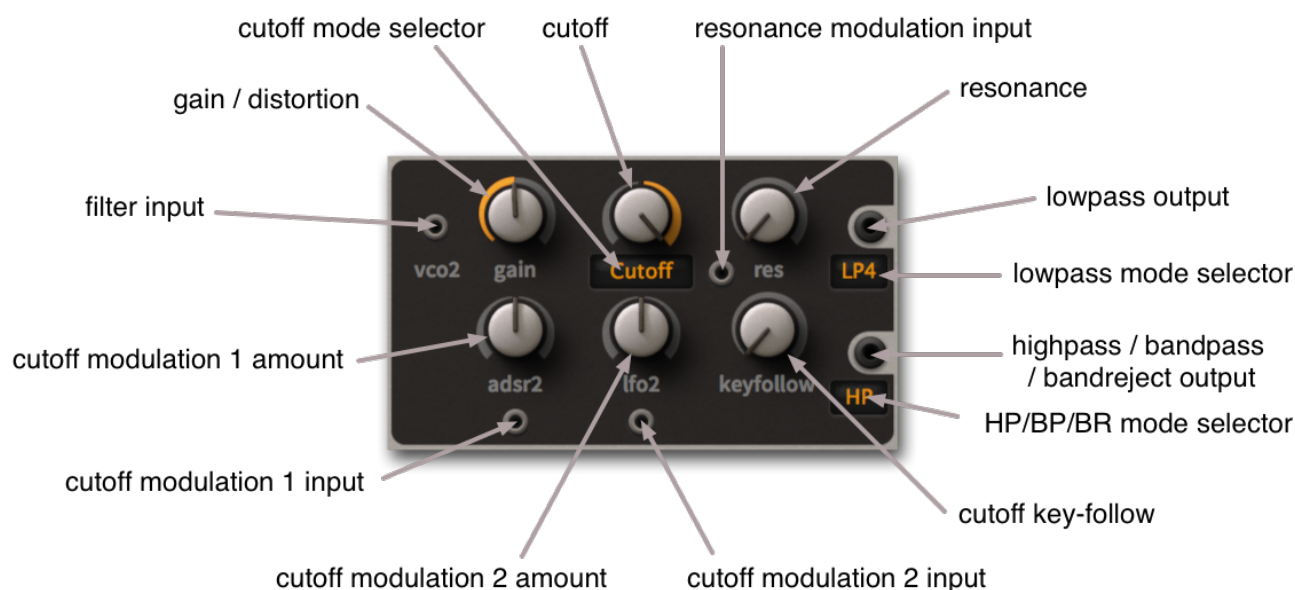 cutoff mode selector
cutoff
resonance modulation input
gain / distortion
resonance
filter input
lowpass output
vco2
gain
Cutoff
res
LP4
lowpass mode selector
cutoff modulation 1 amount
highpass / bandpass
/ bandreject output
adsr2
lfo2
keyfollow
HP
HP/BP/BR mode selector
cutoff modulation 1 input
cutoff key-follow
cutoff modulation 2 amount
cutoff modulation 2 input